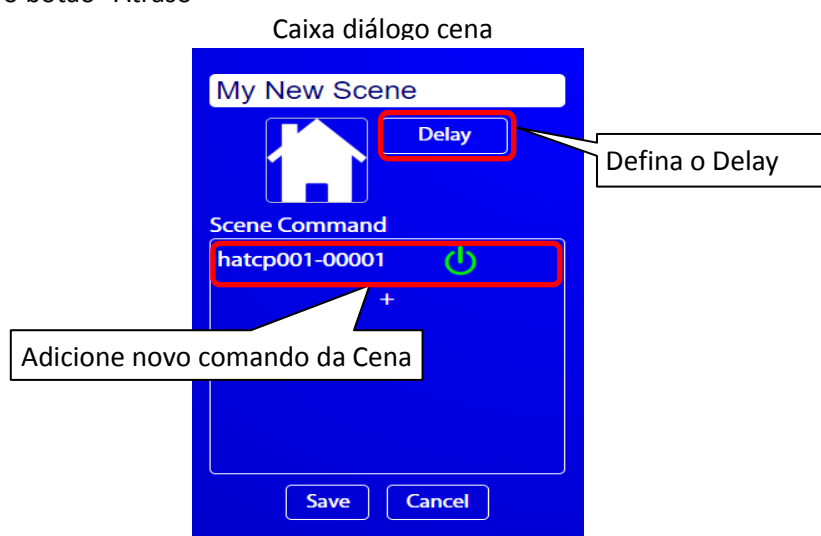 Caixa diálogo cena
My New Scene
Delay
Defina o Delay
Scene Command
hatcp001-00001
+
Adicione novo comando da Cena
Save
Cancel